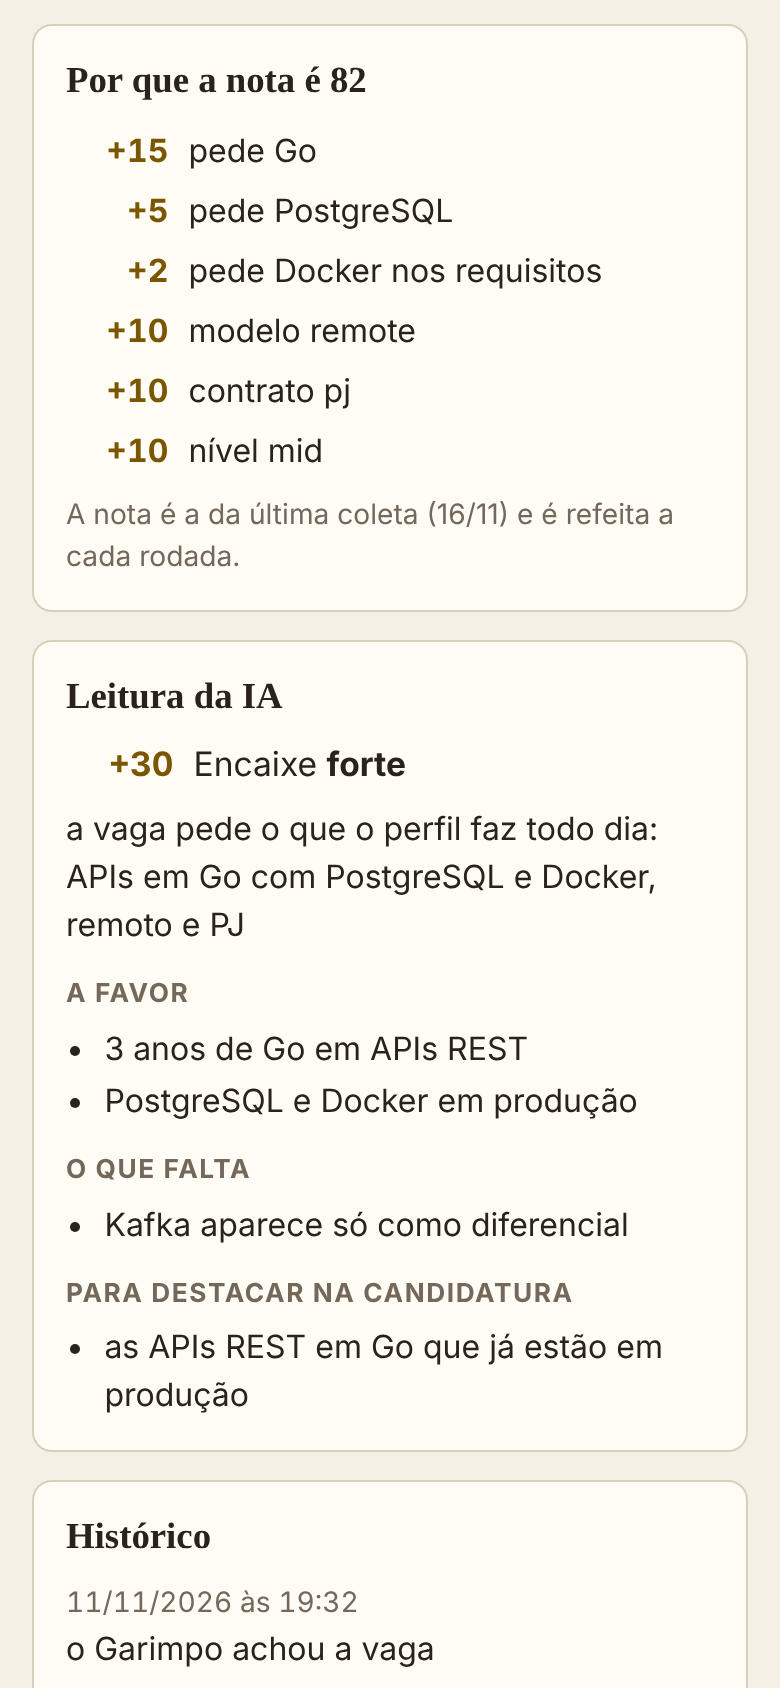 Por que a nota é 82
+15 pede Go
+5 pede PostgreSQL
+2 pede Docker nos requisitos
+10 modelo remote
+10 contrato pj
+10 nível mid
A nota é a da última coleta (16/11) e é refeita a
cada rodada.
Leitura da IA
+30 Encaixe forte
a vaga pede o que o perfil faz todo dia:
APIs em Go com PostgreSQL e Docker,
remoto e PJ
A FAVOR
• 3 anos de Go em APIs REST
• PostgreSQL e Docker em produção
O QUE FALTA
• Kafka aparece só como diferencial
PARA DESTACAR NA CANDIDATURA
• as APIs REST em Go que já estão em
produção
Histórico
11/11/2026 às 19:32
o Garimpo achou a vaga